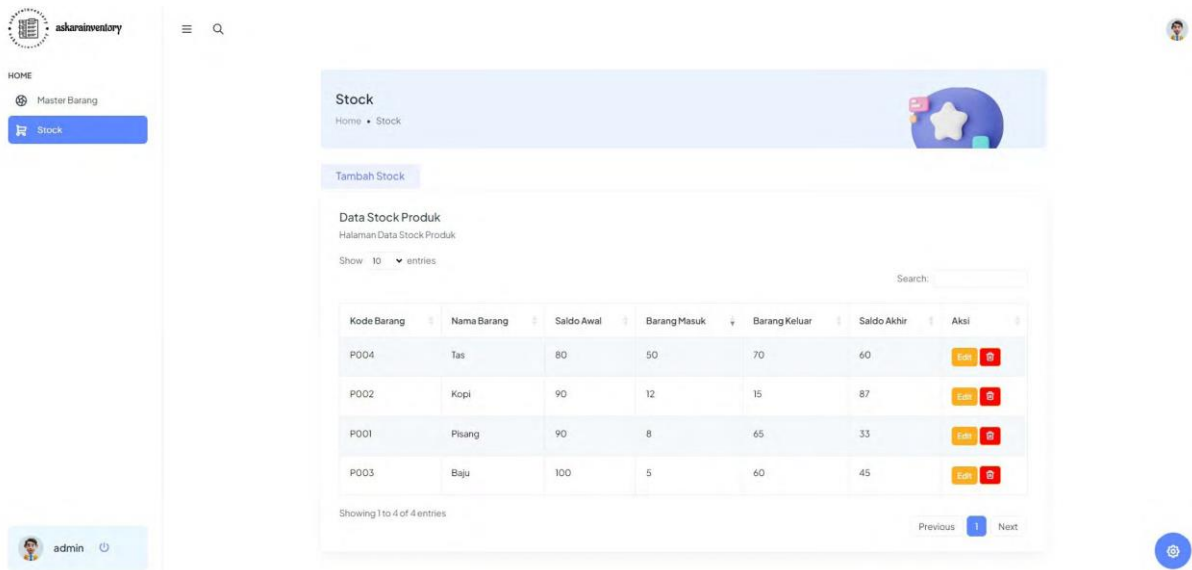 askarainventory
HOME
Master Barang
Stock
admin
Stock
Home • Stock
Tambah Stock
Data Stock Produk
Halaman Data Stock Produk
Show 10 entries
Search:
Kode Barang Nama Barang Saldo Awal Barang Masuk Barang Keluar Saldo Akhir Aksi
P004 Tas 80 50 70 60 Edit
P002 Kopi 90 12 15 87 Edit
P001 Pisang 90 8 65 33 Edit
P003 Baju 100 5 60 45 Edit
Showing 1 to 4 of 4 entries
Previous 1 Next